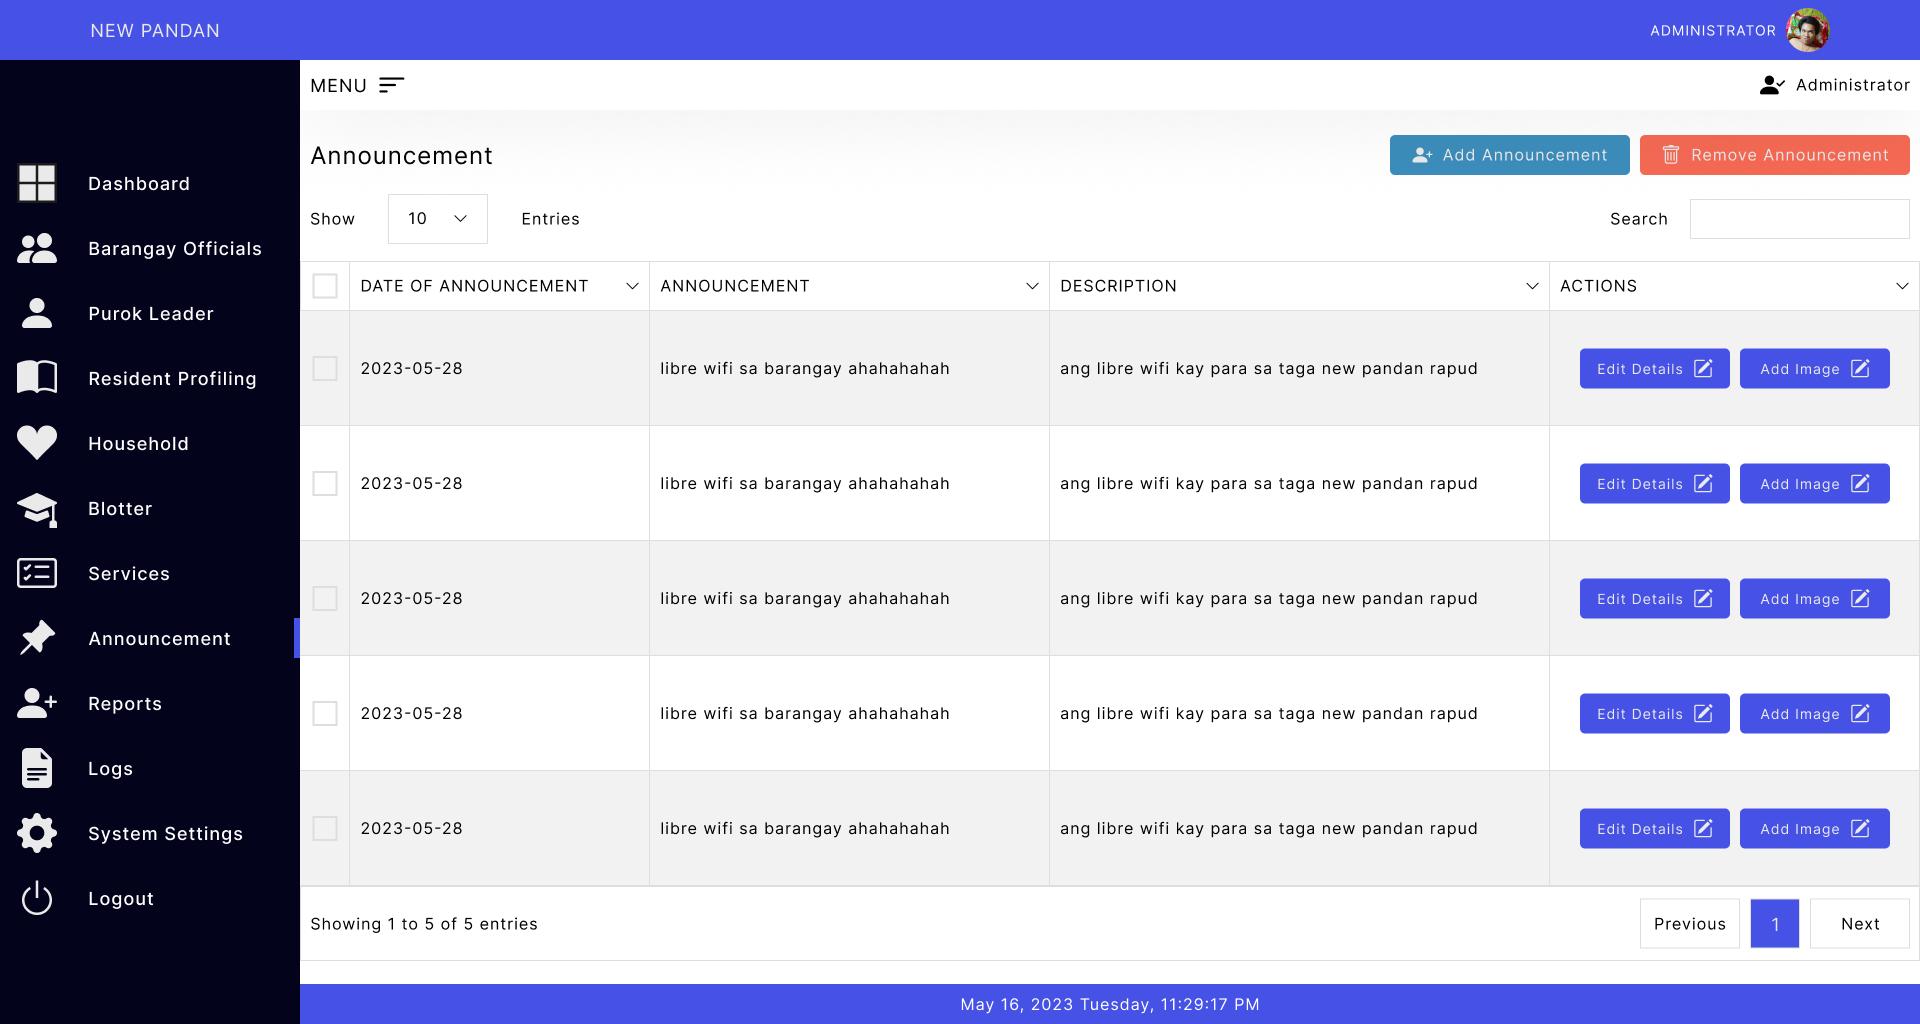 NEW PANDAN
ADMINISTRATOR
MENU
Administrator
Dashboard
Barangay Officials
Purok Leader
Resident Profiling
Household
Blotter
Services
Announcement
Reports
Logs
System Settings
Logout
Announcement
Add Announcement
Remove Announcement
Show 10 Entries
Search
DATE OF ANNOUNCEMENT ANNOUNCEMENT DESCRIPTION ACTIONS
2023-05-28 libre wifi sa barangay ahahahahah ang libre wifi kay para sa taga new pandan rapud Edit Details Add Image
2023-05-28 libre wifi sa barangay ahahahahah ang libre wifi kay para sa taga new pandan rapud Edit Details Add Image
2023-05-28 libre wifi sa barangay ahahahahah ang libre wifi kay para sa taga new pandan rapud Edit Details Add Image
2023-05-28 libre wifi sa barangay ahahahahah ang libre wifi kay para sa taga new pandan rapud Edit Details Add Image
2023-05-28 libre wifi sa barangay ahahahahah ang libre wifi kay para sa taga new pandan rapud Edit Details Add Image
Showing 1 to 5 of 5 entries
Previous 1 Next
May 16, 2023 Tuesday, 11:29:17 PM